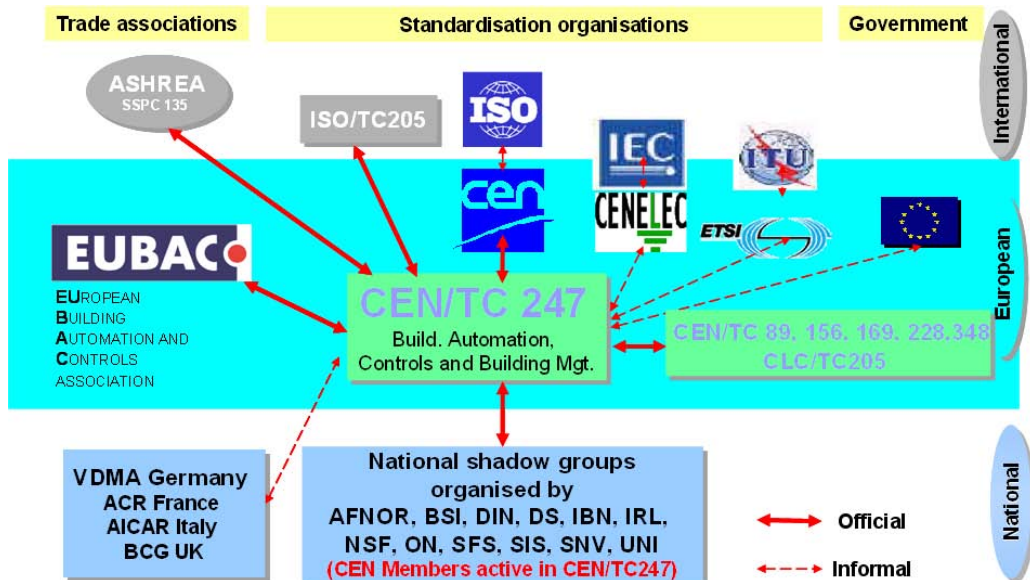 Trade associations
Standardisation organisations
Government
International
ASHREA
SSPC 135
ISO/TC205
ISO
IEC
ITU
cen
CENELEC
ETSI
EUBAC
EUROPEAN
BUILDING
AUTOMATION AND
CONTROLS
ASSOCIATION
CEN/TC 247
Build. Automation,
Controls and Building Mgt.
CEN/TC 89. 156. 169. 228.348
CLC/TC205
European
VDMA Germany
ACR France
AICAR Italy
BCG UK
National shadow groups
organised by
AFNOR, BSI, DIN, DS, IBN, IRL,
NSF, ON, SFS, SIS, SNV, UNI
(CEN Members active in CEN/TC247)
Official
Informal
National